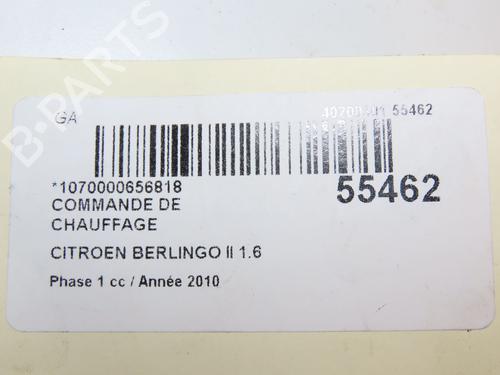 B-PARTS
GA
55462
*1070000656818
55462
COMMANDE DE
CHAUFFAGE
CITROEN BERLINGO II 1.6
Phase 1 cc / Année 2010